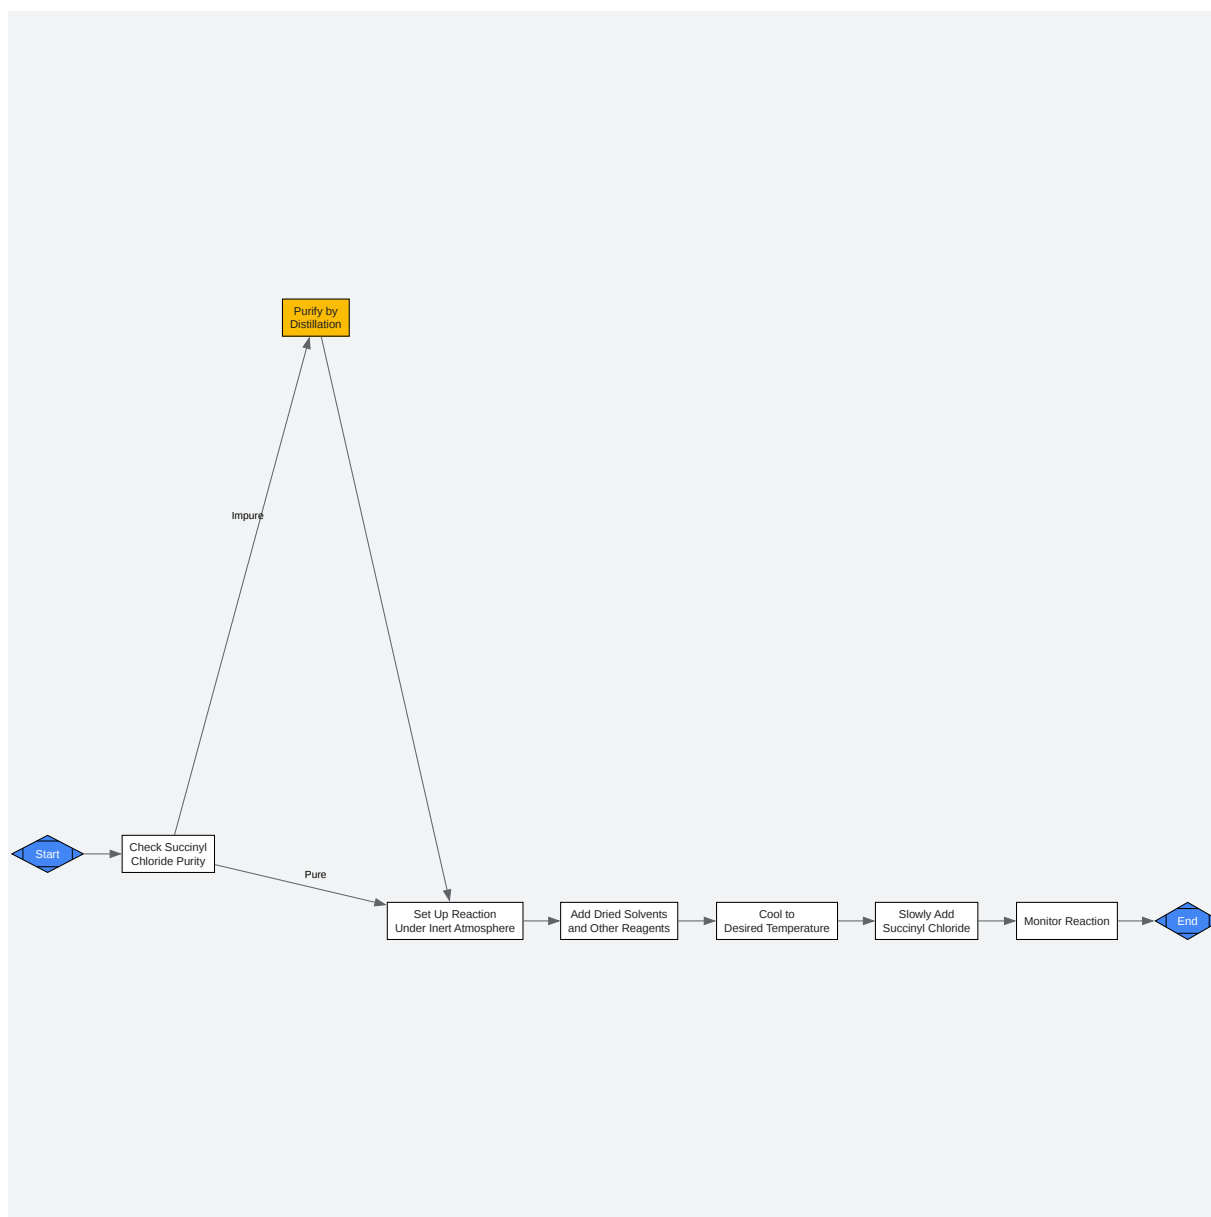 Purify by
Distillation
Impure
Start
Check Succinyl
Chloride Purity
Pure
Set Up Reaction
Under Inert Atmosphere
Add Dried Solvents
and Other Reagents
Cool to
Desired Temperature
Slowly Add
Succinyl Chloride
Monitor Reaction
End